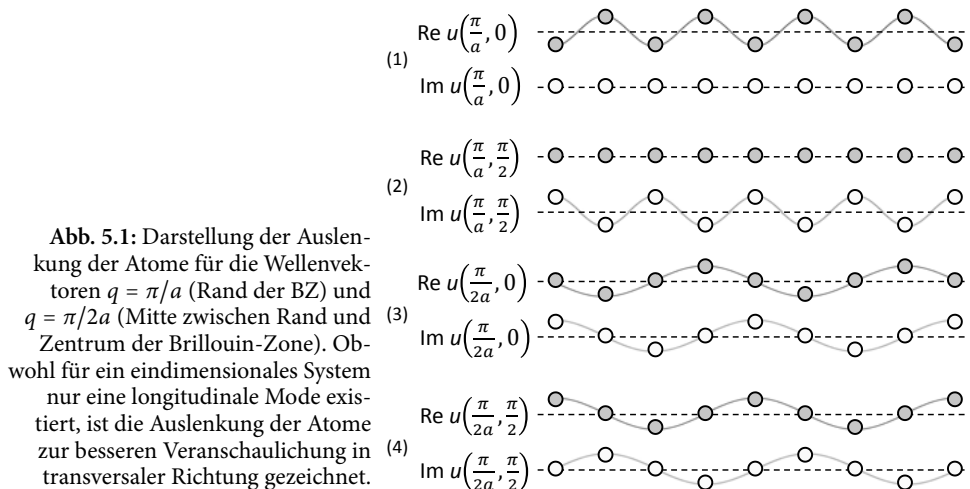 Abb. 5.1: Darstellung der Auslen-
kung der Atome für die Wellenvek-
toren q = π/a (Rand der BZ) und
q = π/2a (Mitte zwischen Rand und
Zentrum der Brillouin-Zone). Ob-
wohl für ein eindimensionales System
nur eine longitudinale Mode exis-
tiert, ist die Auslenkung der Atome
zur besseren Veranschaulichung in
transversaler Richtung gezeichnet.
(1)
Re u(π/a, 0)
Im u(π/a, 0)
(2)
Re u(π/a, π/2)
Im u(π/a, π/2)
(3)
Re u(π/2a, 0)
Im u(π/2a, 0)
(4)
Re u(π/2a, π/2)
Im u(π/2a, π/2)